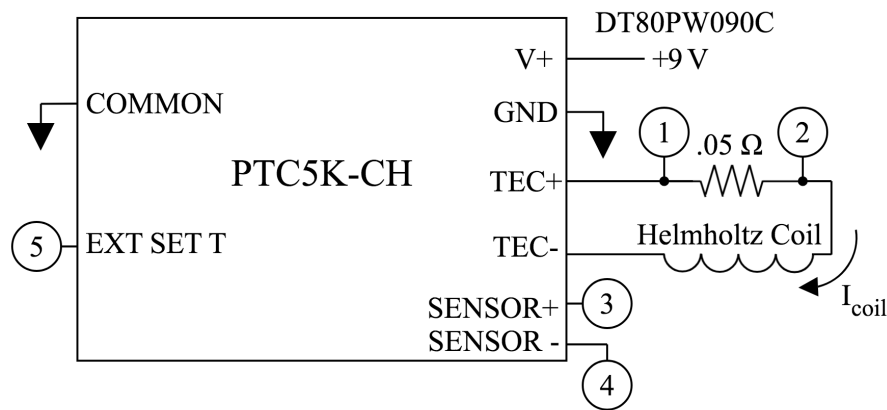 DT80PW090C
V+
+9 V
COMMON
GND
1
2
.05 Ω
PTC5K-CH
TEC+
5
EXT SET T
TEC-
Helmholtz Coil
SENSOR+
3
I coil
SENSOR -
4